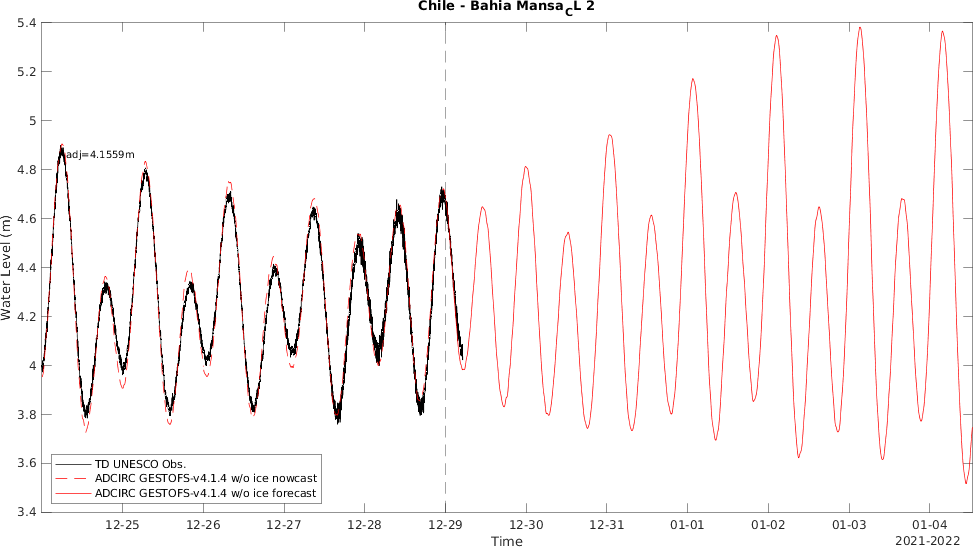 Chile - Bahia Mansa_CL 2
5.4
5.2
5
4.8
4.6
4.4
4.2
4
3.8
3.6
3.4
Water Level (m)
adj=4.1559m
TD UNESCO Obs.
ADCIRC GESTOFS-v4.1.4 w/o ice nowcast
ADCIRC GESTOFS-v4.1.4 w/o ice forecast
12-25 12-26 12-27 12-28 12-29 12-30 12-31 01-01 01-02 01-03 01-04
Time
2021-2022